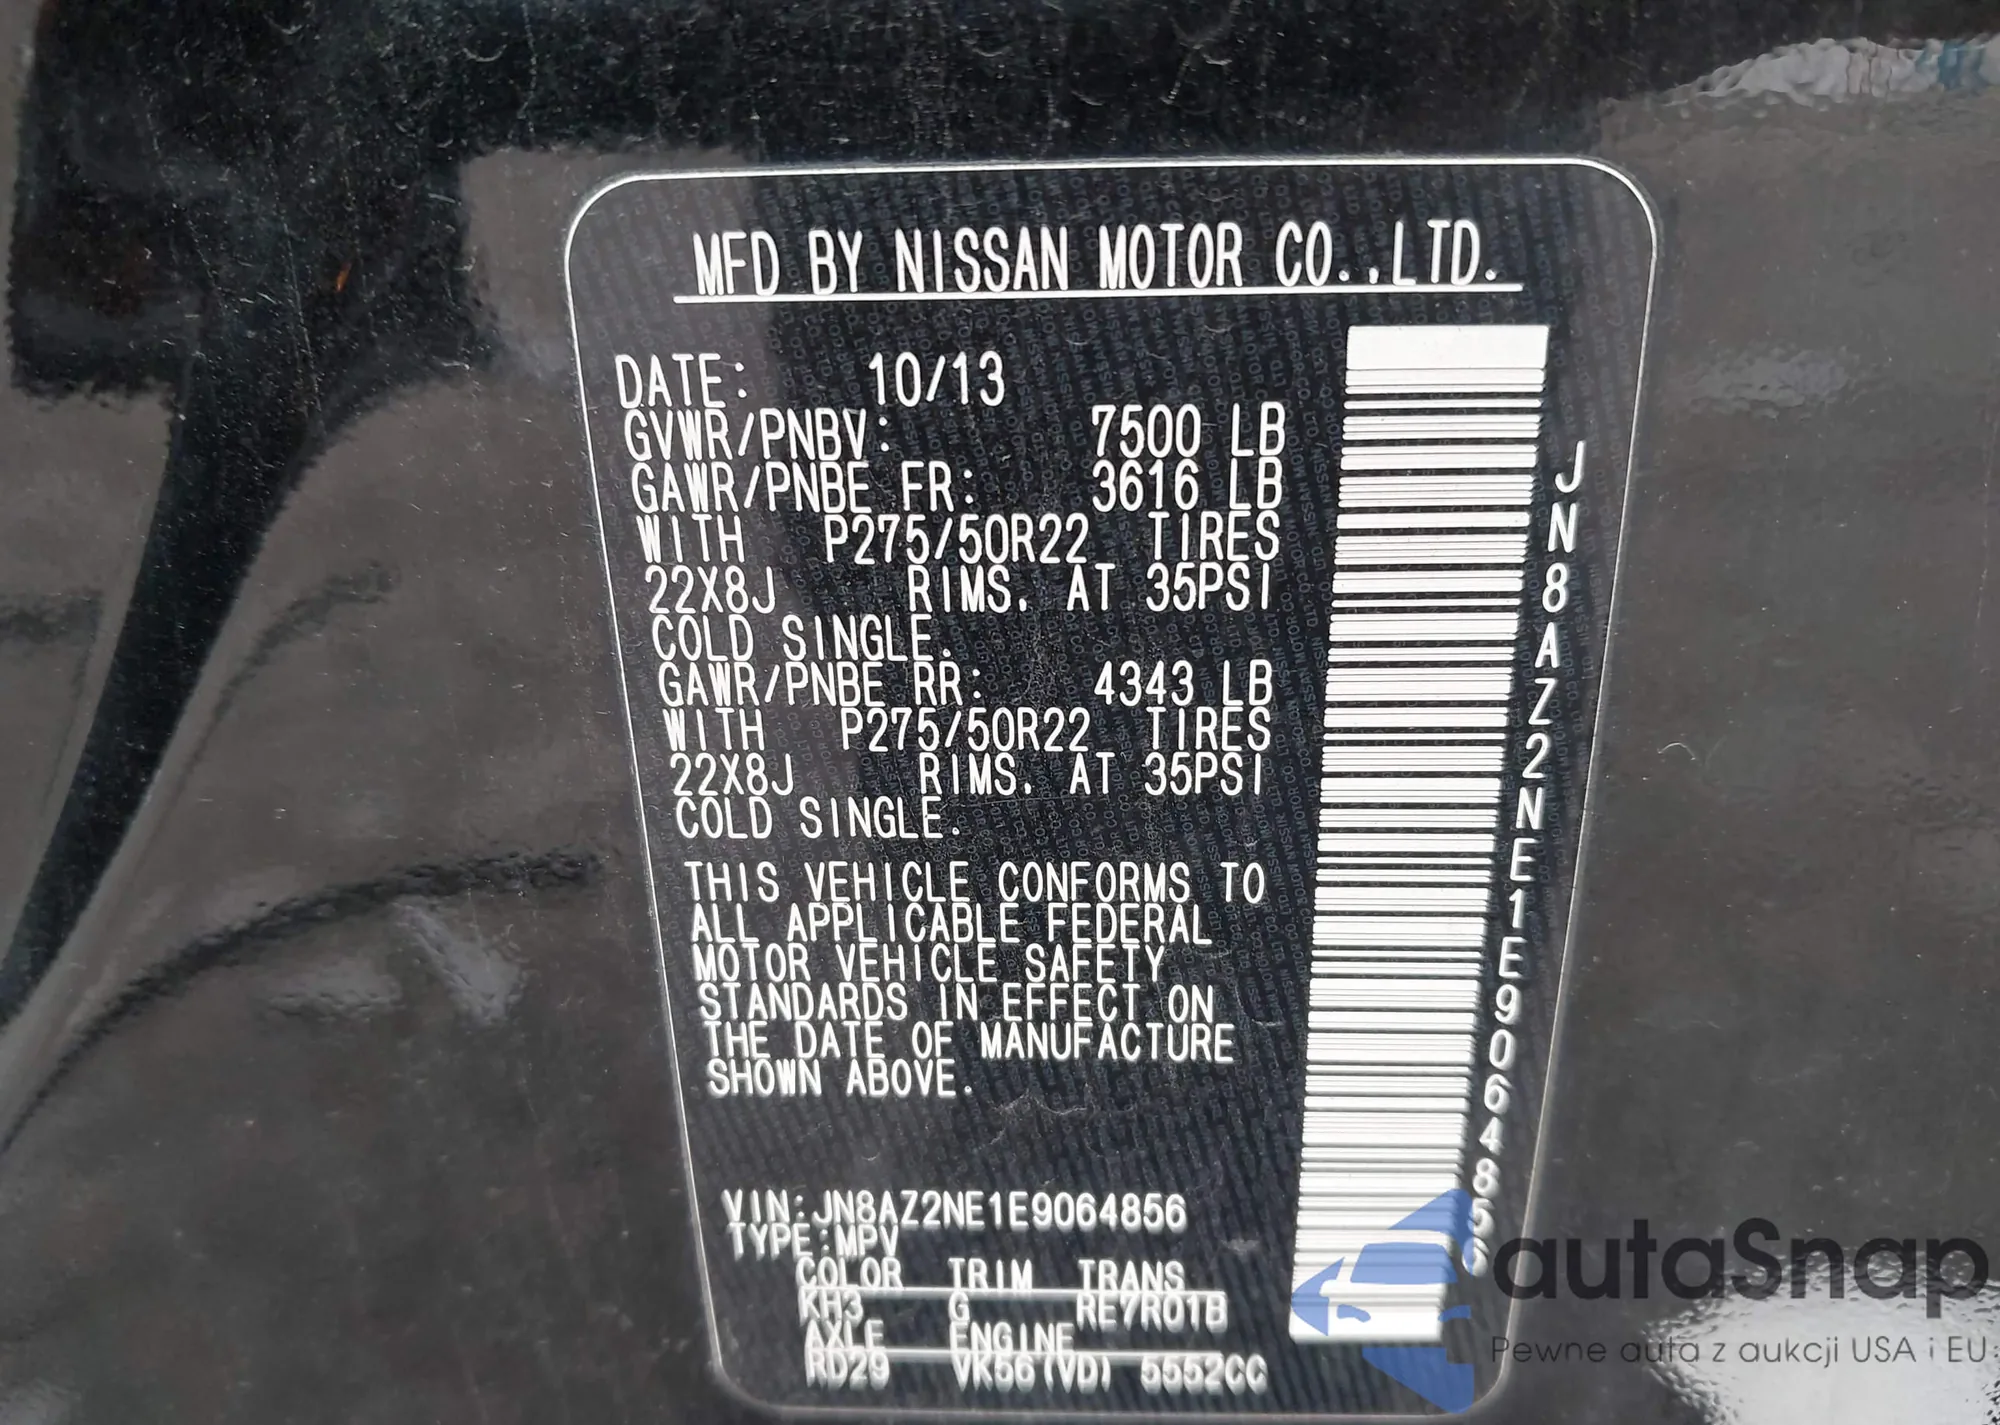 MFD BY NISSAN MOTOR CO.,LTD.
DATE: 10/13
GVWR/PNBV: 7500 LB
GAWR/PNBE FR: 3616 LB
WITH P275/50R22 TIRES
22X8J RIMS. AT 35PSI
COLD SINGLE.
GAWR/PNBE RR: 4343 LB
WITH P275/50R22 TIRES
22X8J RIMS. AT 35PSI
COLD SINGLE.
THIS VEHICLE CONFORMS TO
ALL APPLICABLE FEDERAL
MOTOR VEHICLE SAFETY
STANDARDS IN EFFECT ON
THE DATE OF MANUFACTURE
SHOWN ABOVE.
VIN:JN8AZ2NE1E9064856
TYPE:MPV
COLOR TRIM TRANS
KH3 G RE7R01B
AXLE ENGINE
RD29 VK56(VD) 5552CC
JN8AZ2NE1E9064856
autaSnap
Pewne auta z aukcji USA i EU